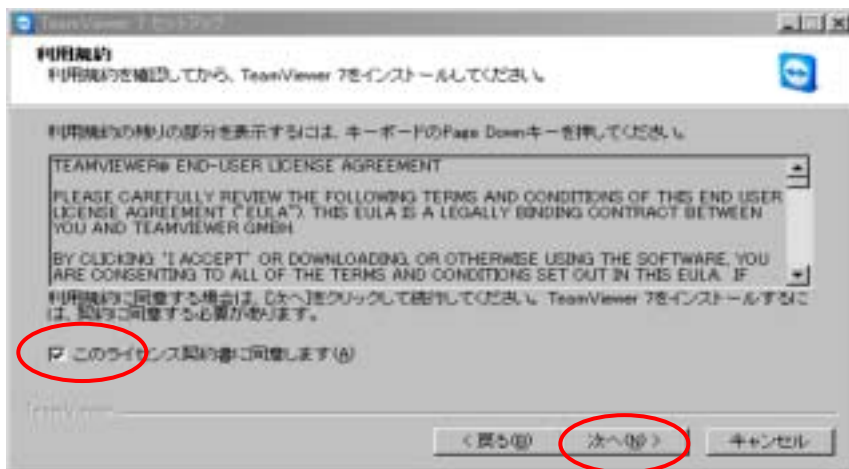 TeamViewer 7 セットアップ
利用規約
利用規約を確認してから、TeamViewer 7をインストールしてください。
利用規約の残りの部分を表示するには、キーボードのPage Downキーを押してください。
TEAMVIEWER® END-USER LICENSE AGREEMENT
PLEASE CAREFULLY REVIEW THE FOLLOWING TERMS AND CONDITIONS OF THIS END USER
LICENSE AGREEMENT ("EULA"). THIS EULA IS A LEGALLY BINDING CONTRACT BETWEEN
YOU AND TEAMVIEWER GMBH.
BY CLICKING "I ACCEPT" OR DOWNLOADING, OR OTHERWISE USING THE SOFTWARE, YOU
ARE CONSENTING TO ALL OF THE TERMS AND CONDITIONS SET OUT IN THIS EULA. IF
利用規約に同意する場合は、[次へ]をクリックして続行してください。 TeamViewer 7をインストールするに
は、契約に同意する必要があります。
このライセンス契約書に同意します(A)
TeamViewer
< 戻る(B) 次へ(N) > キャンセル